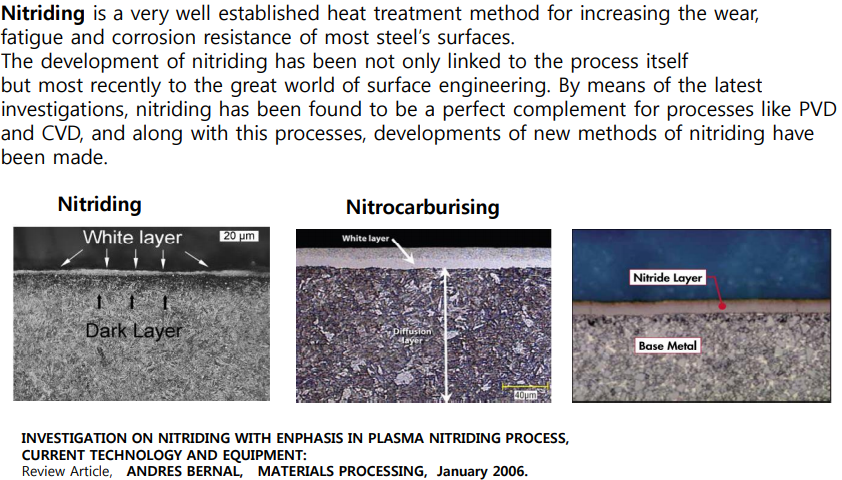 Nitriding is a very well established heat treatment method for increasing the wear,
fatigue and corrosion resistance of most steel's surfaces.
The development of nitriding has been not only linked to the process itself
but most recently to the great world of surface engineering. By means of the latest
investigations, nitriding has been found to be a perfect complement for processes like PVD
and CVD, and along with this processes, developments of new methods of nitriding have
been made.
Nitriding
Nitrocarburising
White layer
20 µm
Dark Layer
White layer
Diffusion
layer
40µm
Nitride Layer
Base Metal
INVESTIGATION ON NITRIDING WITH ENPHASIS IN PLASMA NITRIDING PROCESS,
CURRENT TECHNOLOGY AND EQUIPMENT:
Review Article, ANDRES BERNAL, MATERIALS PROCESSING, January 2006.